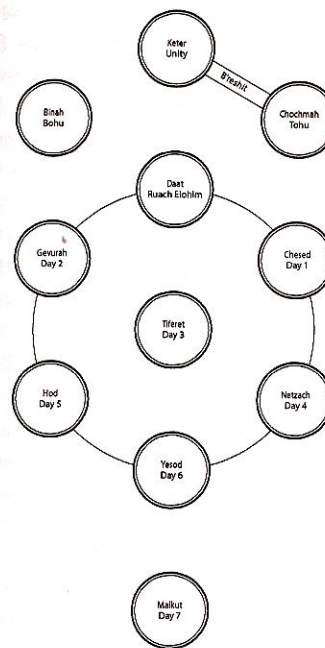 Keter
Unity
B'reshit
Binah
Bohu
Chochmah
Tohu
Daat
Ruach Elohim
Gevurah
Day 2
Chesed
Day 1
Tiferet
Day 3
Hod
Day 5
Netzach
Day 4
Yesod
Day 6
Malkut
Day 7